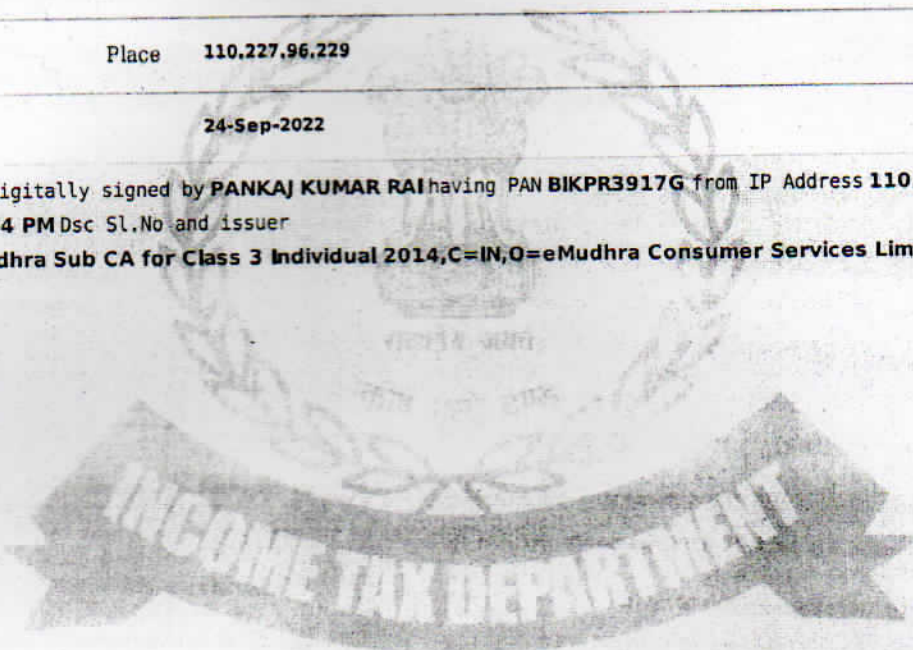 Place 110.227.96.229
24-Sep-2022
igitally signed by PANKAJ KUMAR RAI having PAN BIKPR3917G from IP Address 110
4 PM Dsc Sl.No and issuer
dhra Sub CA for Class 3 Individual 2014,C=IN,O=eMudhra Consumer Services Lim
INCOME TAX DEPARTMENT